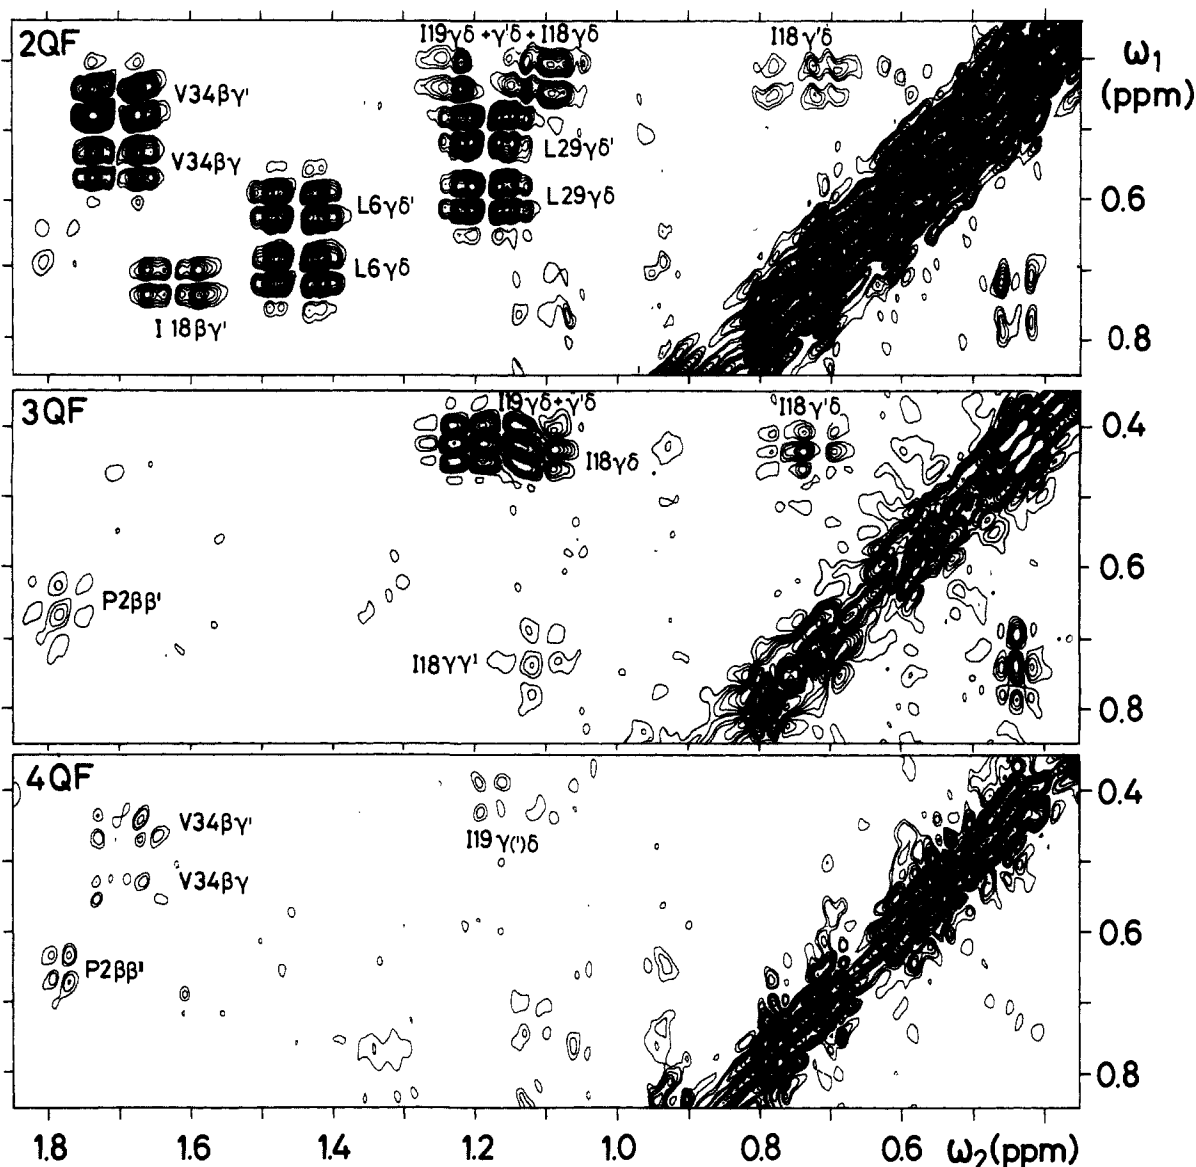 2QF
I19γδ + γ'δ + I18γδ
I18γ'δ
ω₁
(ppm)
V34βγ'
V34βγ
L29γδ'
L29γδ
L6γδ'
L6γδ
I18βγ'
0.6
0.8
3QF
I19γδ+γ'δ
I18γ'δ
0.4
I18γδ
P2ββ'
I18γγ'
0.6
0.8
4QF
0.4
V34βγ'
I19γ(')δ
V34βγ
P2ββ'
0.6
0.8
1.8 1.6 1.4 1.2 1.0 0.8 0.6 ω₂(ppm)